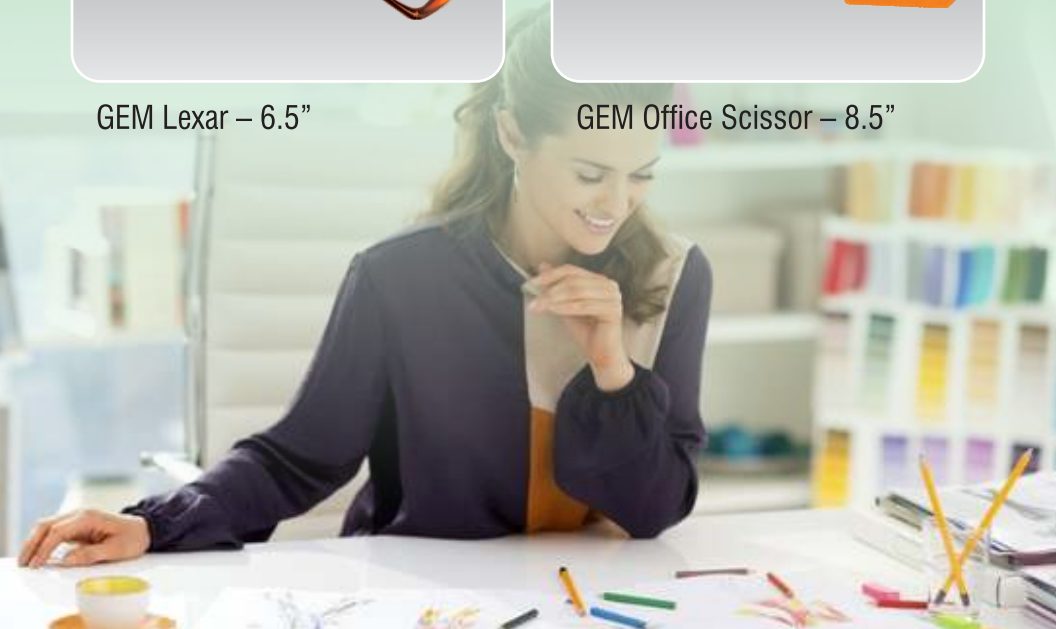 GEM Lexar – 6.5”
GEM Office Scissor – 8.5”